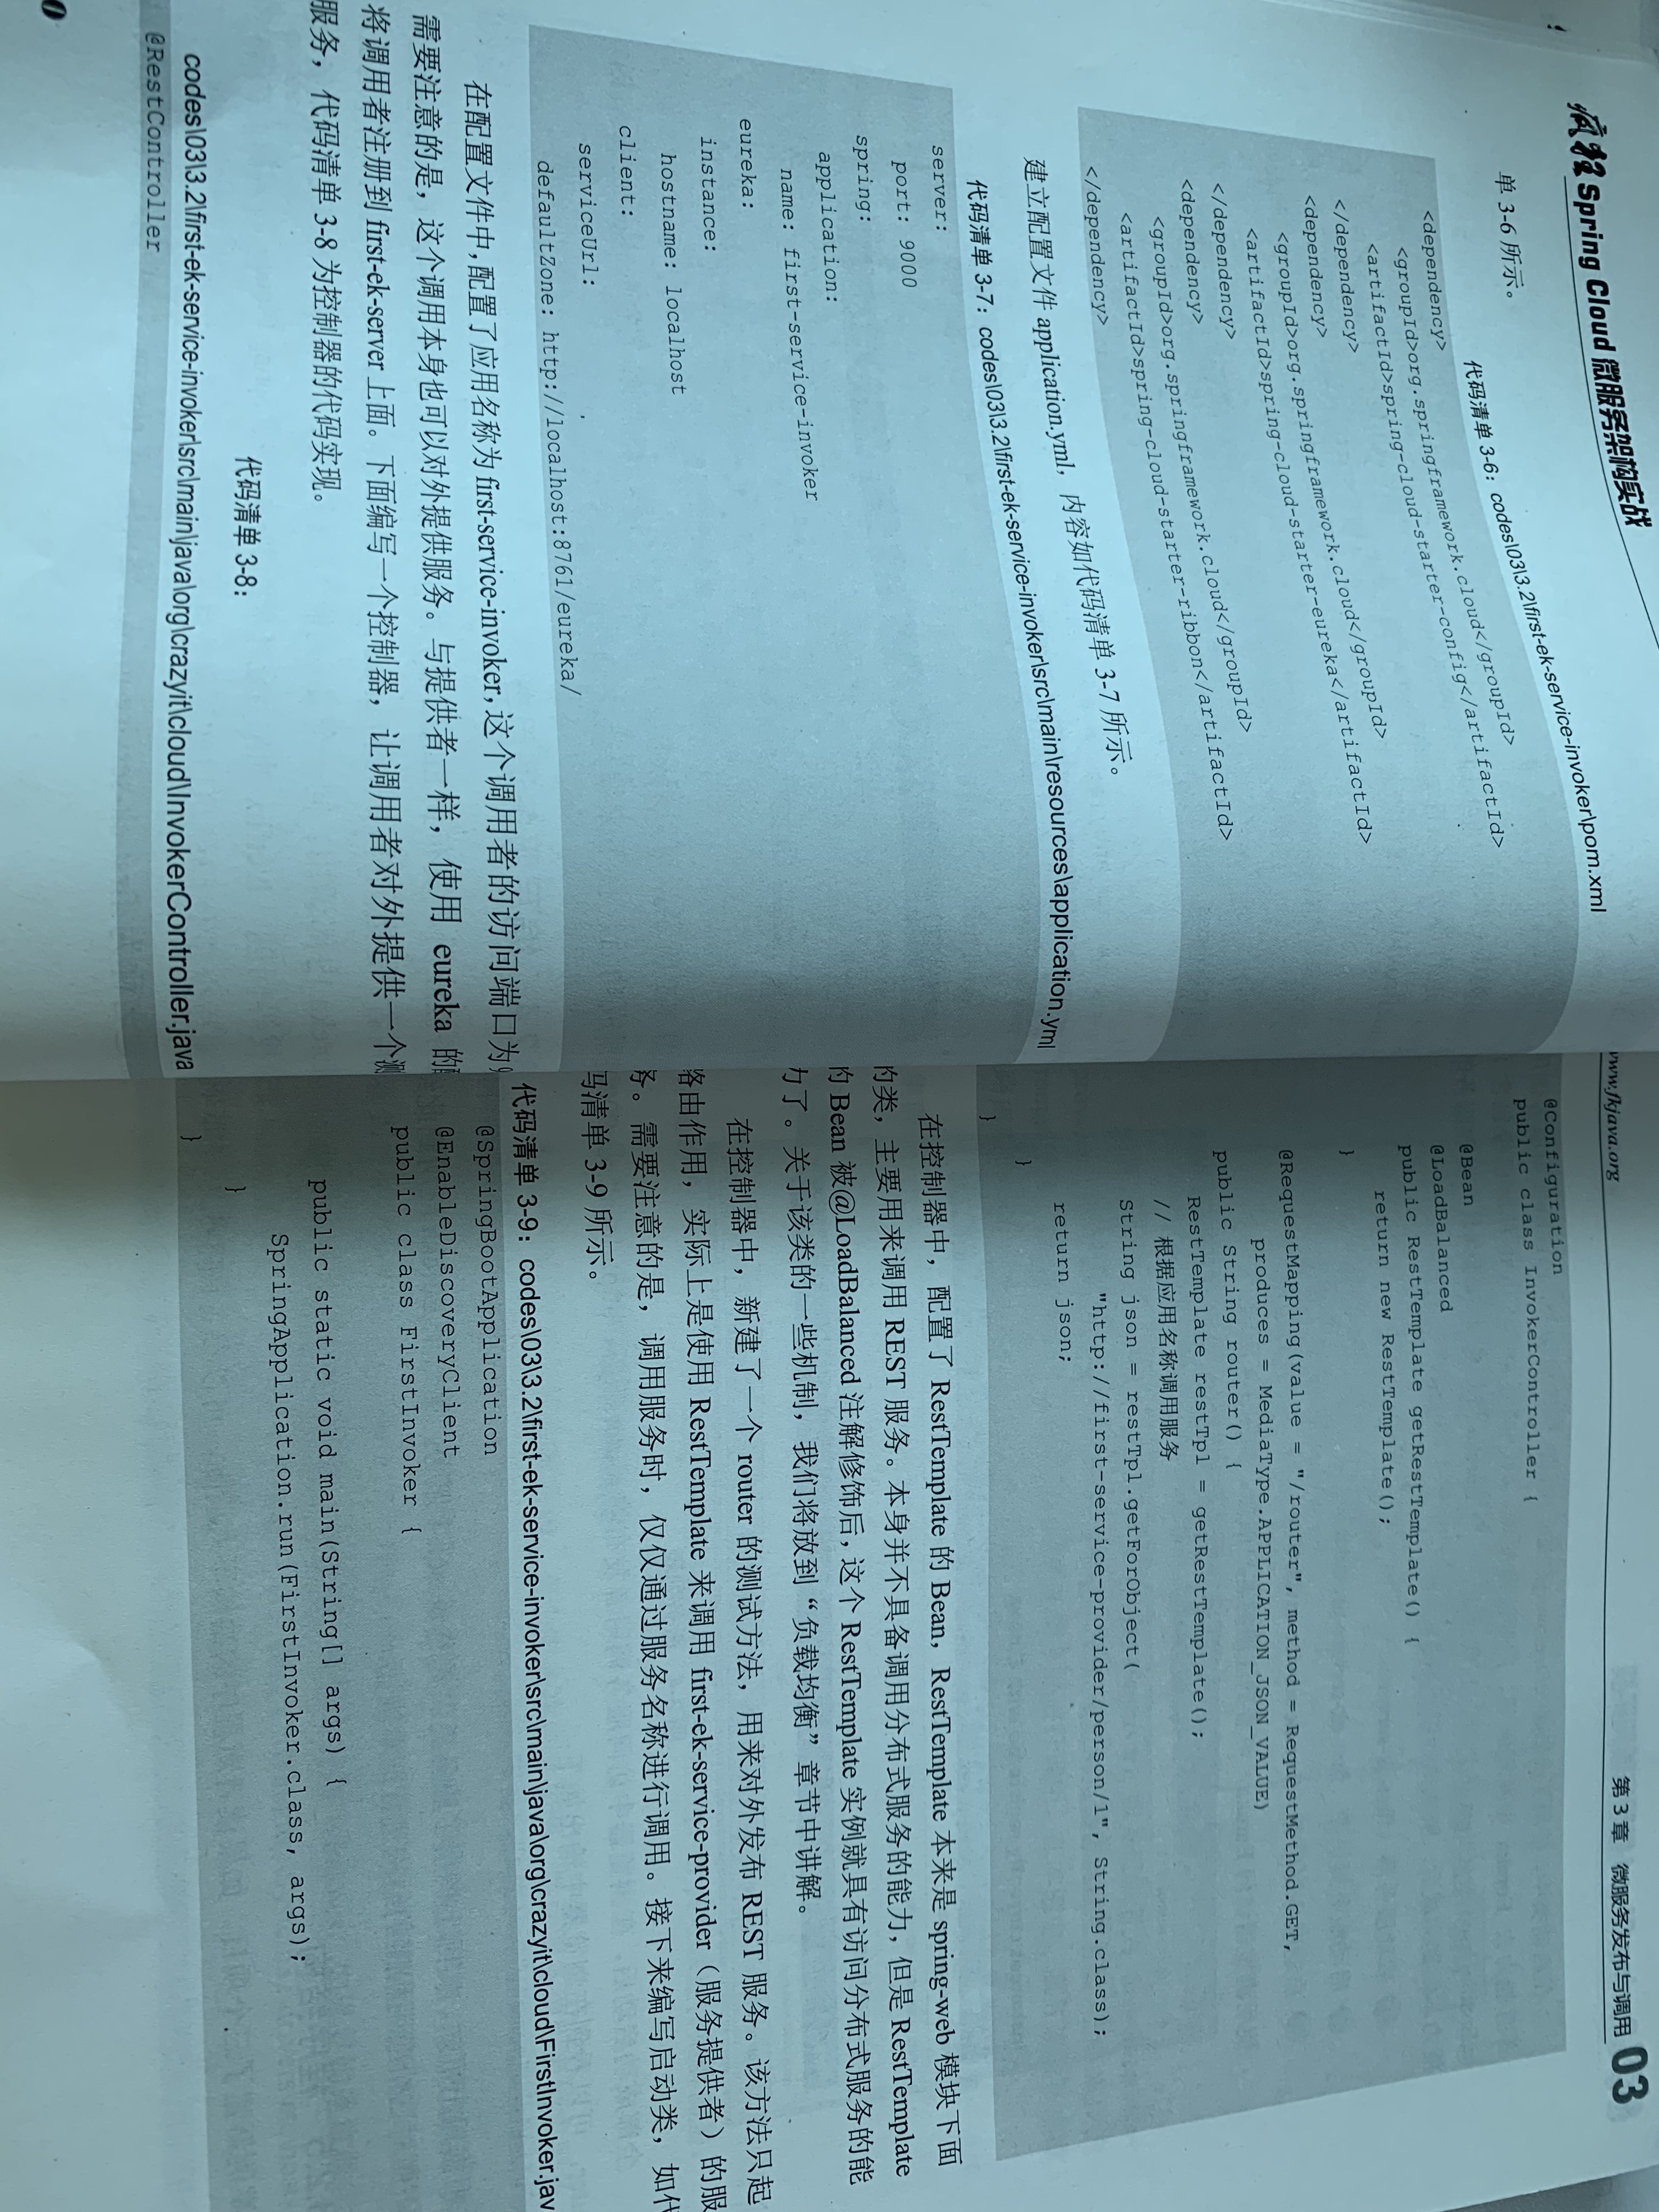 疯狂 Spring Cloud 微服务架构实战
单 3-6 所示。
代码清单 3-6：codes\03\3.2\first-ek-service-invoker\pom.xml
<dependency>
<groupId>org.springframework.cloud</groupId>
<artifactId>spring-cloud-starter-config</artifactId>
</dependency>
<dependency>
<groupId>org.springframework.cloud</groupId>
<artifactId>spring-cloud-starter-eureka</artifactId>
</dependency>
<dependency>
<groupId>org.springframework.cloud</groupId>
<artifactId>spring-cloud-starter-ribbon</artifactId>
</dependency>
建立配置文件 application.yml，内容如代码清单 3-7 所示。
代码清单 3-7：codes\03\3.2\first-ek-service-invoker\src\main\resources\application.yml
server:
port: 9000
spring:
application:
name: first-service-invoker
eureka:
instance:
hostname: localhost
client:
serviceUrl:
defaultZone: http://localhost:8761/eureka/
在配置文件中，配置了应用名称为 first-service-invoker，这个调用者的访问端口为
需要注意的是，这个调用本身也可以对外提供服务。与提供者一样，使用 eureka 的
将调用者注册到 first-ek-server 上面。下面编写一个控制器，让调用者对外提供一个
服务，代码清单 3-8 为控制器的代码实现。
代码清单 3-8：
codes\03\3.2\first-ek-service-invoker\src\main\java\org\crazyit\cloud\InvokerController.java
@RestController
www.fkjava.org
第 3 章 微服务发布与调用 03
@Configuration
public class InvokerController {
@Bean
@LoadBalanced
public RestTemplate getRestTemplate() {
return new RestTemplate();
}
@RequestMapping(value = "/router", method = RequestMethod.GET,
produces = MediaType.APPLICATION_JSON_VALUE)
public String router() {
RestTemplate restTpl = getRestTemplate();
// 根据应用名称调用服务
String json = restTpl.getForObject(
"http://first-service-provider/person/1", String.class);
return json;
}
}
在控制器中，配置了 RestTemplate 的 Bean，RestTemplate 本来是 spring-web 模块下面
的类，主要用来调用 REST 服务。本身并不具备调用分布式服务的能力，但是 RestTemplate
的 Bean 被@LoadBalanced 注解修饰后，这个 RestTemplate 实例就具有访问分布式服务的能
力了。关于该类的一些机制，我们将放到“负载均衡”章节中讲解。
在控制器中，新建了一个 router 的测试方法，用来对外发布 REST 服务。该方法只起
路由作用，实际上是使用 RestTemplate 来调用 first-ek-service-provider（服务提供者）的服
务。需要注意的是，调用服务时，仅仅通过服务名称进行调用。接下来编写启动类，如代
码清单 3-9 所示。
代码清单 3-9：codes\03\3.2\first-ek-service-invoker\src\main\java\org\crazyit\cloud\FirstInvoker.jav
@SpringBootApplication
@EnableDiscoveryClient
public class FirstInvoker {
public static void main(String[] args) {
SpringApplication.run(FirstInvoker.class, args);
}
}